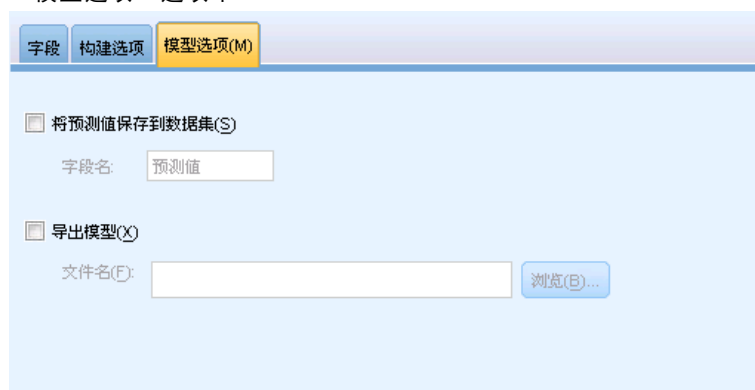 字段 构建选项 模型选项(M)
将预测值保存到数据集(S)
字段名: 预测值
导出模型(X)
文件名(F): 浏览(B)...